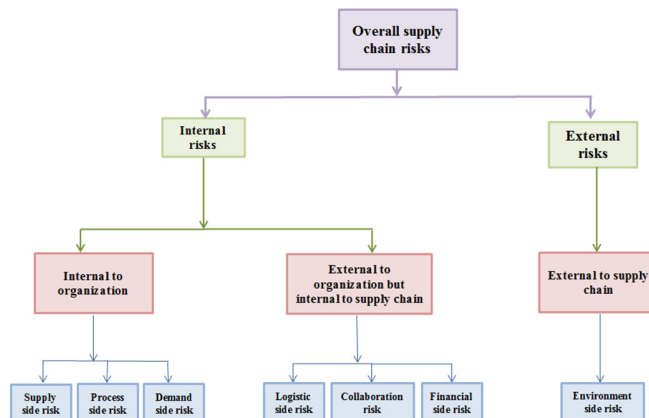 Overall supply
chain risks
Internal
risks
External
risks
Internal to
organization
External to
organization but
internal to supply chain
External to supply
chain
Supply
side risk
Process
side risk
Demand
side risk
Logistic
side risk
Collaboration
risk
Financial
side risk
Environment
side risk